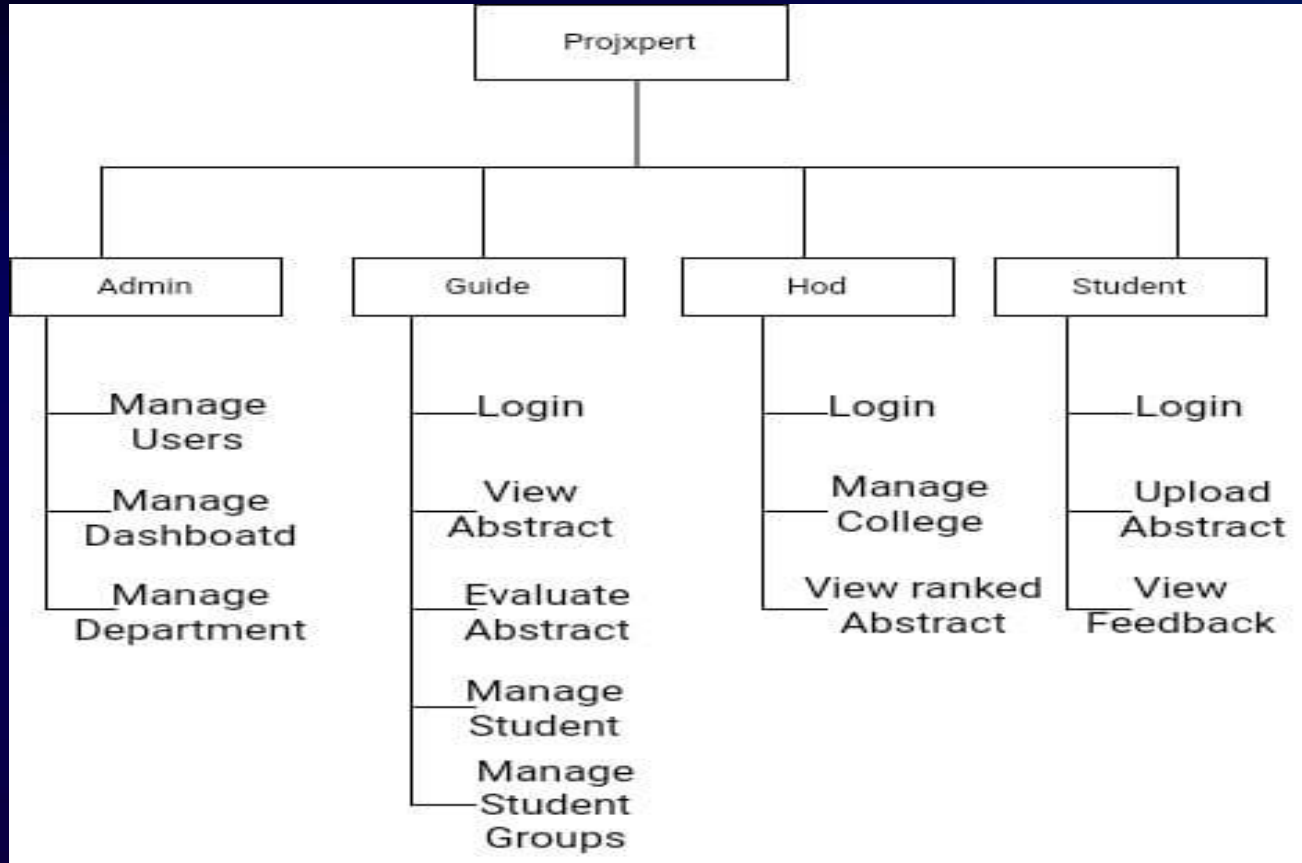 Projxpert
Admin
Guide
Hod
Student
Manage
Users
Manage
Dashboatd
Manage
Department
Login
View
Abstract
Evaluate
Abstract
Manage
Student
Manage
Student
Groups
Login
Manage
College
View ranked
Abstract
Login
Upload
Abstract
View
Feedback